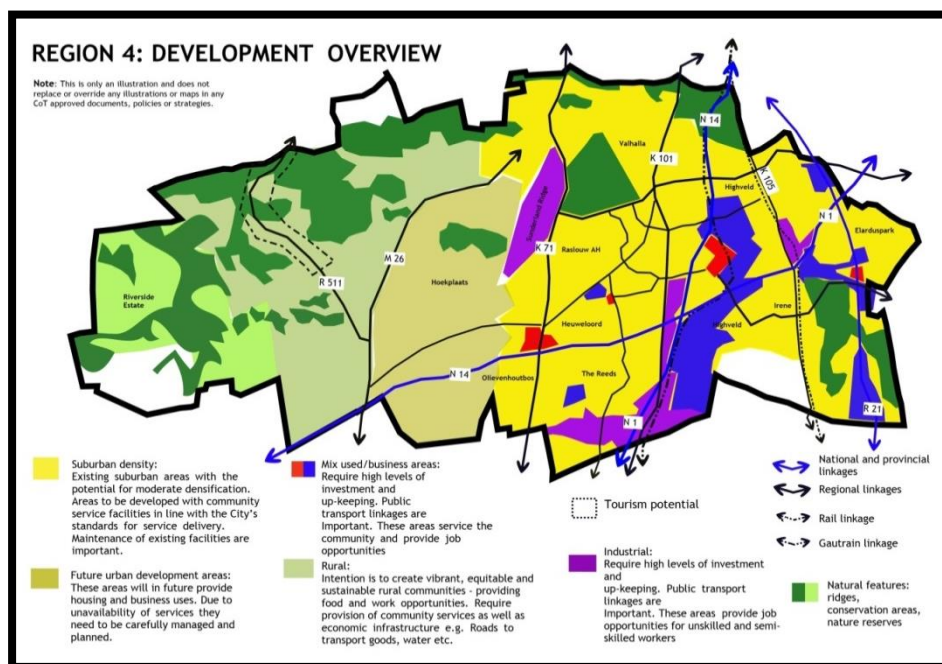 REGION 4: DEVELOPMENT OVERVIEW
Note: This is only an illustration and does not
replace or override any illustrations or maps in any
CoT approved documents, policies or strategies.
N 14
Valhalla
K 101
Highveld
K 105
N 1
Elarduspark
Sunderland Ridge
K 71
Raslouw AH
M 26
R 511
Hoekplaats
Riverside
Estate
Irene
Heuweloord
Highveld
N 14
Olievenhoutbos
The Reeds
N 1
R 21
Suburban density:
Existing suburban areas with the
potential for moderate densification.
Areas to be developed with community
service facilities in line with the City's
standards for service delivery.
Maintenance of existing facilities are
important.
Future urban development areas:
These areas will in future provide
housing and business uses. Due to
unavailability of services they
need to be carefully managed and
planned.
Mix used/business areas:
Require high levels of
investment and
up-keeping. Public
transport linkages are
Important. These areas service the
community and provide job
opportunities
Rural:
Intention is to create vibrant, equitable and
sustainable rural communities - providing
food and work opportunities. Require
provision of community services as well as
economic infrastructure e.g. Roads to
transport goods, water etc.
Tourism potential
Industrial:
Require high levels of investment
and
up-keeping. Public transport
linkages are
Important. These areas provide job
opportunities for unskilled and semi-
skilled workers
National and provincial
linkages
Regional linkages
Rail linkage
Gautrain linkage
Natural features:
ridges,
conservation areas,
nature reserves